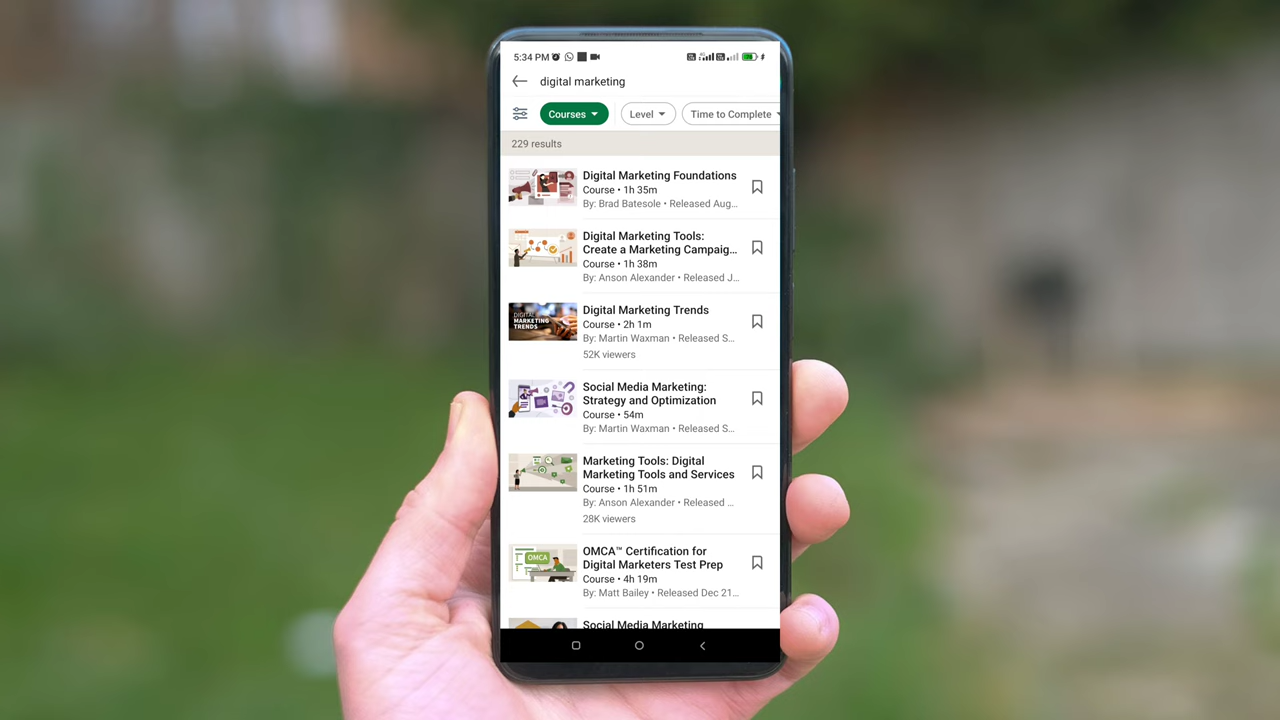 5:34 PM
digital marketing
Courses
Level
Time to Complete
229 results
Digital Marketing Foundations
Course • 1h 35m
By: Brad Batesole • Released Aug...
Digital Marketing Tools:
Create a Marketing Campaig...
Course • 1h 38m
By: Anson Alexander • Released J...
DIGITAL
MARKETING
TRENDS
Digital Marketing Trends
Course • 2h 1m
By: Martin Waxman • Released S...
52K viewers
Social Media Marketing:
Strategy and Optimization
Course • 54m
By: Martin Waxman • Released S...
Marketing Tools: Digital
Marketing Tools and Services
Course • 1h 51m
By: Anson Alexander • Released ...
28K viewers
OMCA
OMCA™ Certification for
Digital Marketers Test Prep
Course • 4h 19m
By: Matt Bailey • Released Dec 21...
Social Media Marketing